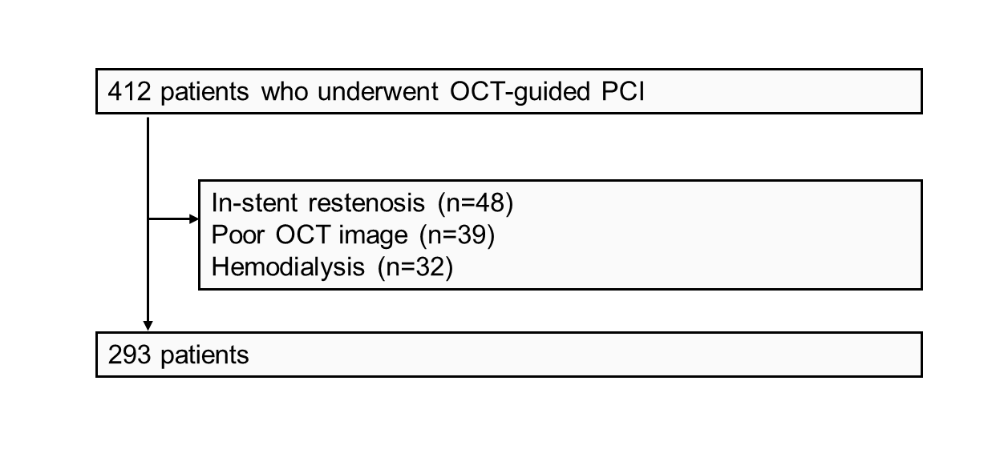 412 patients who underwent OCT-guided PCI
In-stent restenosis (n=48)
Poor OCT image (n=39)
Hemodialysis (n=32)
293 patients